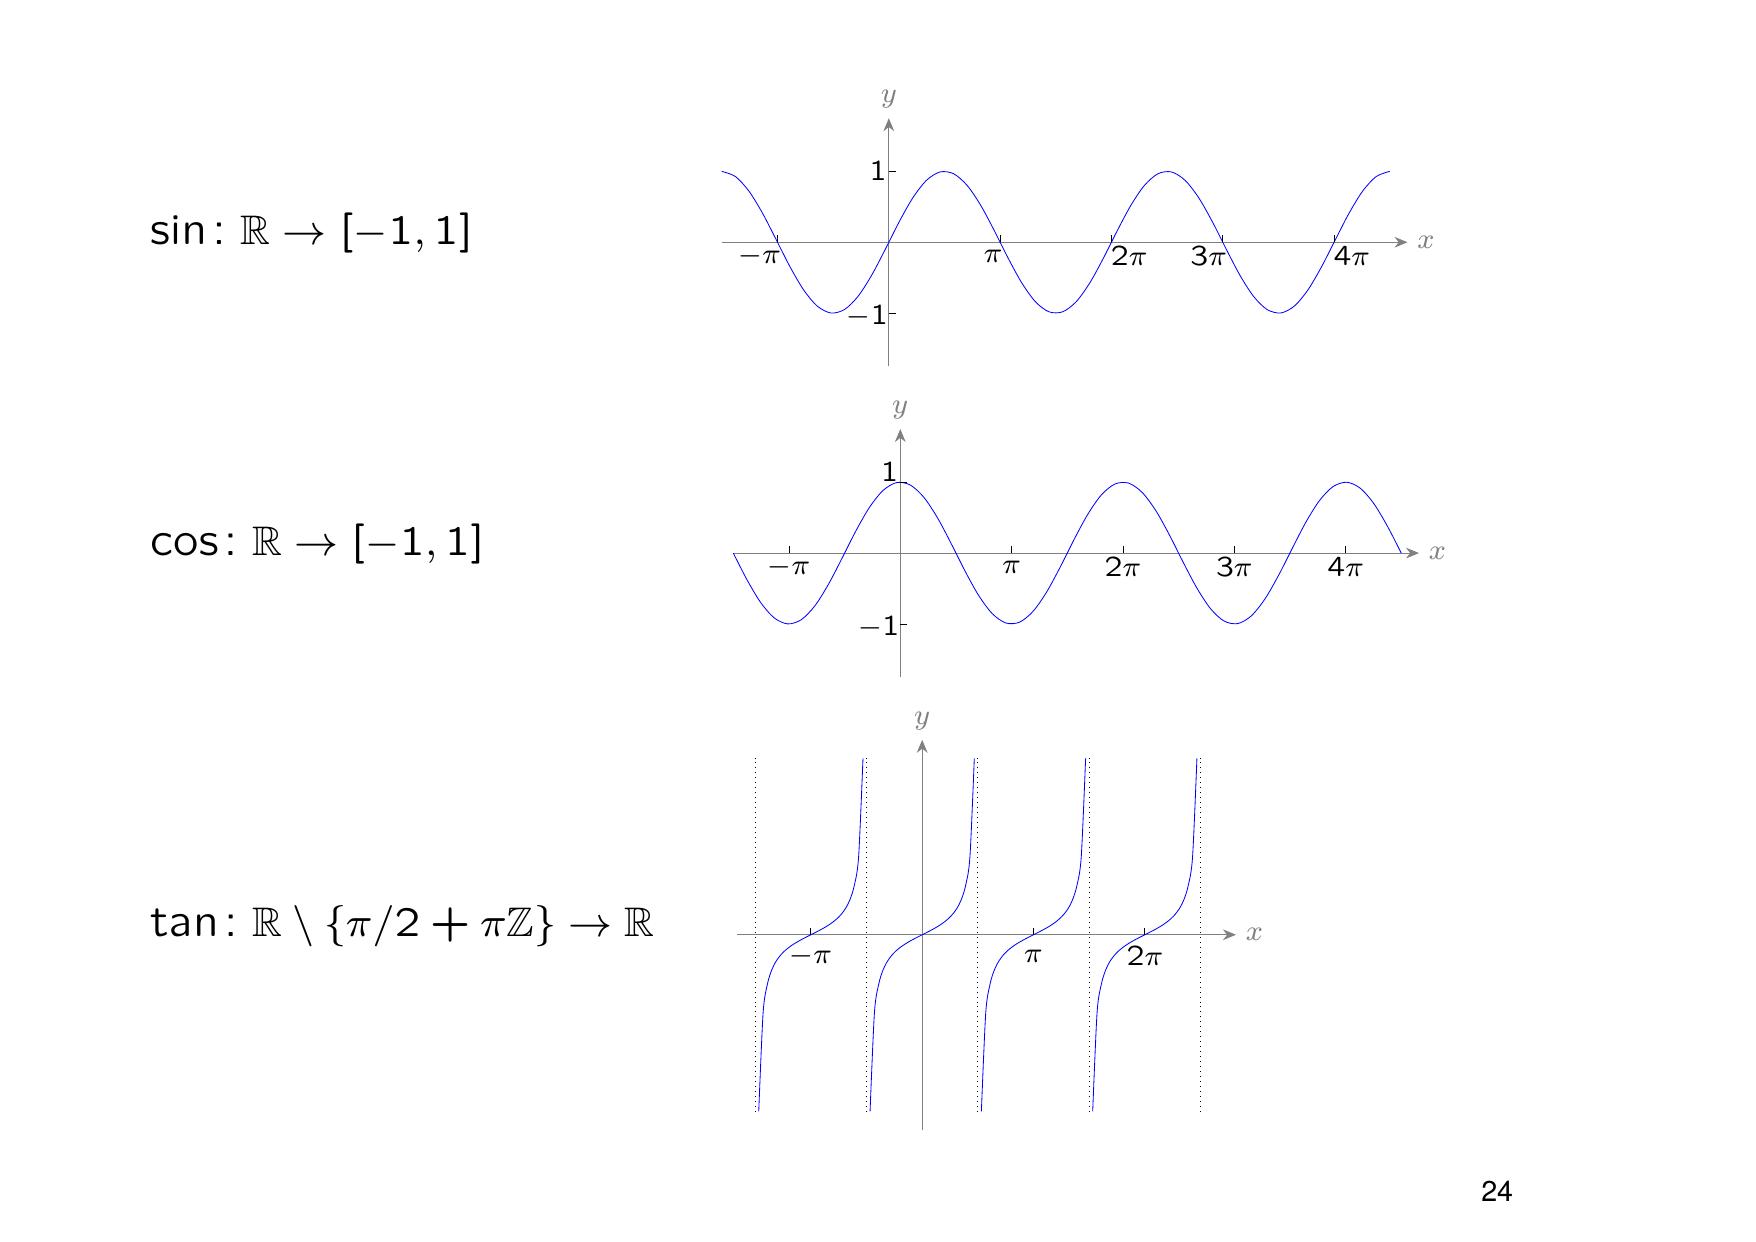 y
1
sin: ℝ → [−1, 1]
x
−π π 2π 3π 4π
−1
y
1
cos: ℝ → [−1, 1]
x
−π π 2π 3π 4π
−1
y
tan: ℝ \ {π/2 + πℤ} → ℝ
x
−π π 2π
24